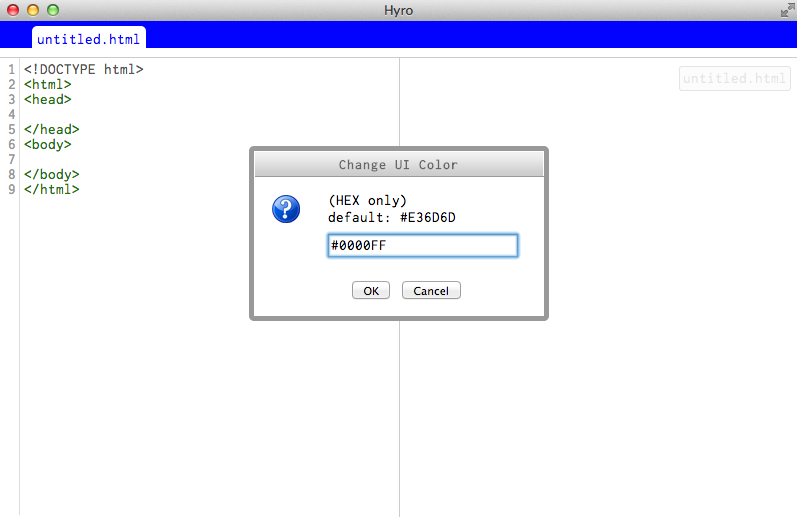 Hyro
untitled.html
1 <!DOCTYPE html>
2 <html>
3 <head>
4
5 </head>
6 <body>
7
8 </body>
9 </html>
untitled.html
Change UI Color
?
(HEX only)
default: #E36D6D
#0000FF
OK Cancel